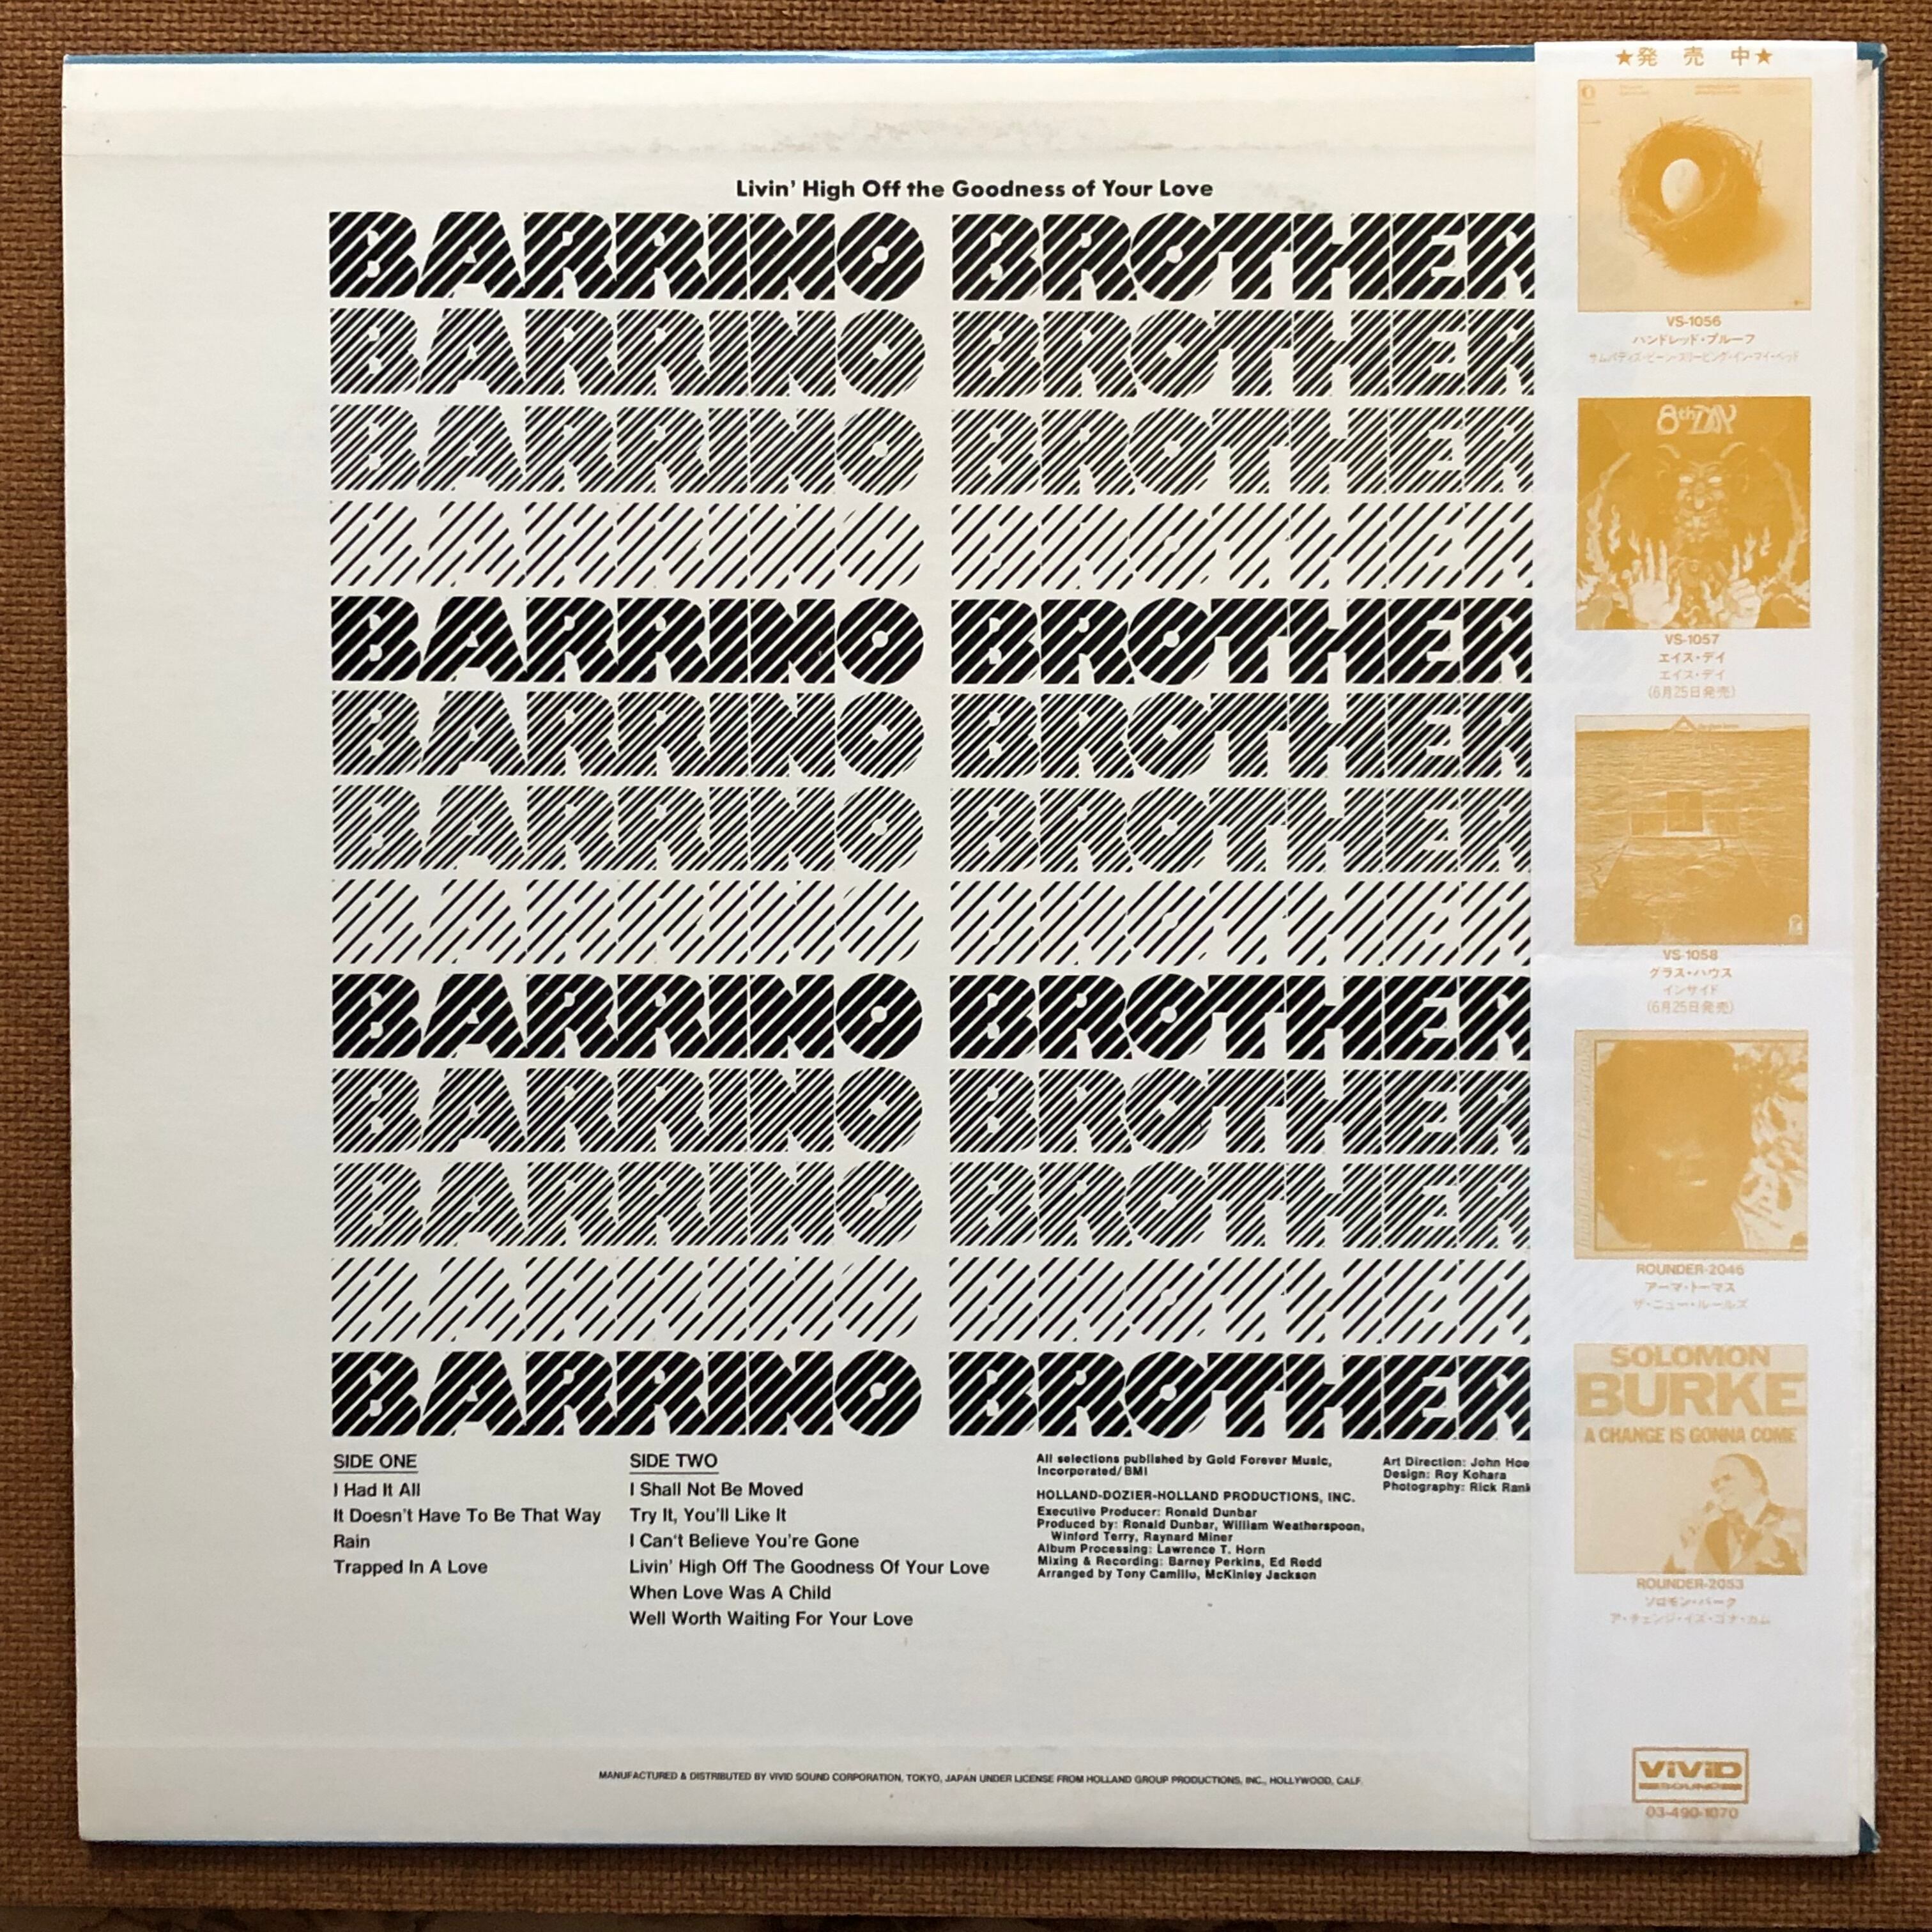 Livin' High Off the Goodness of Your Love
BARRINO BROTHER
BARRINO BROTHER
BARRINO BROTHER
BARRINO BROTHER
BARRINO BROTHER
BARRINO BROTHER
BARRINO BROTHER
BARRINO BROTHER
BARRINO BROTHER
BARRINO BROTHER
BARRINO BROTHER
BARRINO BROTHER
BARRINO BROTHER
SIDE ONE
I Had It All
It Doesn't Have To Be That Way
Rain
Trapped In A Love
SIDE TWO
I Shall Not Be Moved
Try It, You'll Like It
I Can't Believe You're Gone
Livin' High Off The Goodness Of Your Love
When Love Was A Child
Well Worth Waiting For Your Love
All selections published by Gold Forever Music,
Incorporated/BMI
HOLLAND-DOZIER-HOLLAND PRODUCTIONS, INC.
Executive Producer: Ronald Dunbar
Produced by: Ronald Dunbar, William Weatherspoon,
Winford Terry, Raynard Miner
Album Processing: Lawrence T. Horn
Mixing & Recording: Barney Perkins, Ed Redd
Arranged by Tony Camillo, McKinley Jackson
Art Direction: John Hoe
Design: Roy Kohara
Photography: Rick Rank
MANUFACTURED & DISTRIBUTED BY VIVID SOUND CORPORATION, TOKYO, JAPAN UNDER LICENSE FROM HOLLAND GROUP PRODUCTIONS, INC., HOLLYWOOD, CALF.
★発 売 中★
VS-1056
ハンドレッド・プルーフ
サムバディズ・ビーン・スリーピング・イン・マイ・ベッド
8th DAY
VS-1057
エイス・デイ
エイス・デイ
(6月25日発売)
VS-1058
グラス・ハウス
インサイド
(6月25日発売)
ROUNDER-2046
アーマ・トーマス
ザ・ニュー・ルールズ
SOLOMON
BURKE
A CHANGE IS GONNA COME
ROUNDER-2053
ソロモン・バーク
ア・チェンジ・イズ・ゴナ・カム
ViViD
SOUND
03-490-1070